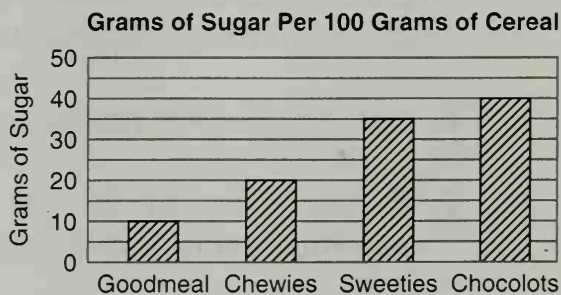 Grams of Sugar Per 100 Grams of Cereal
Grams of Sugar
50
40
30
20
10
0
Goodmeal Chewies Sweeties Chocolots